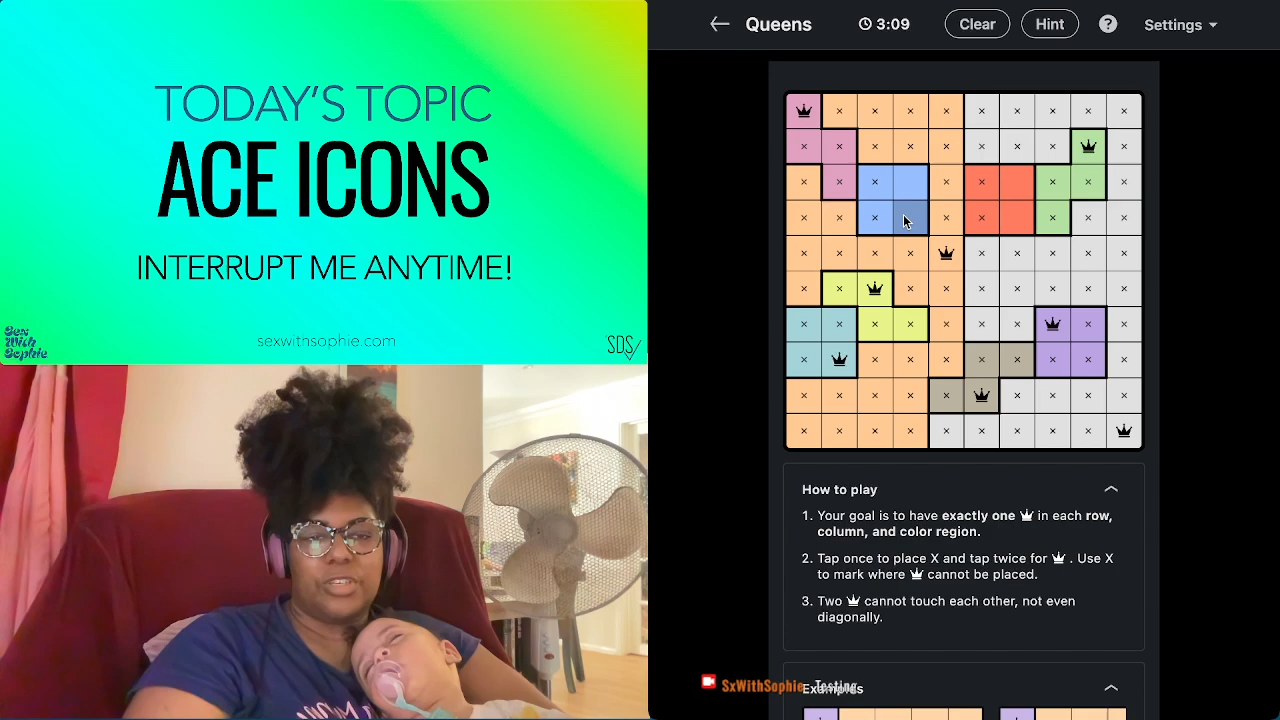 TODAY'S TOPIC
ACE ICONS
INTERRUPT ME ANYTIME!
Sex
With
Sophie
sexwithsophie.com
SDS/
Queens
3:09
Clear
Hint
?
Settings
How to play
1. Your goal is to have exactly one in each row,
column, and color region.
2. Tap once to place X and tap twice for . Use X
to mark where cannot be placed.
3. Two cannot touch each other, not even
diagonally.
SxWithSophie Testing
Examples